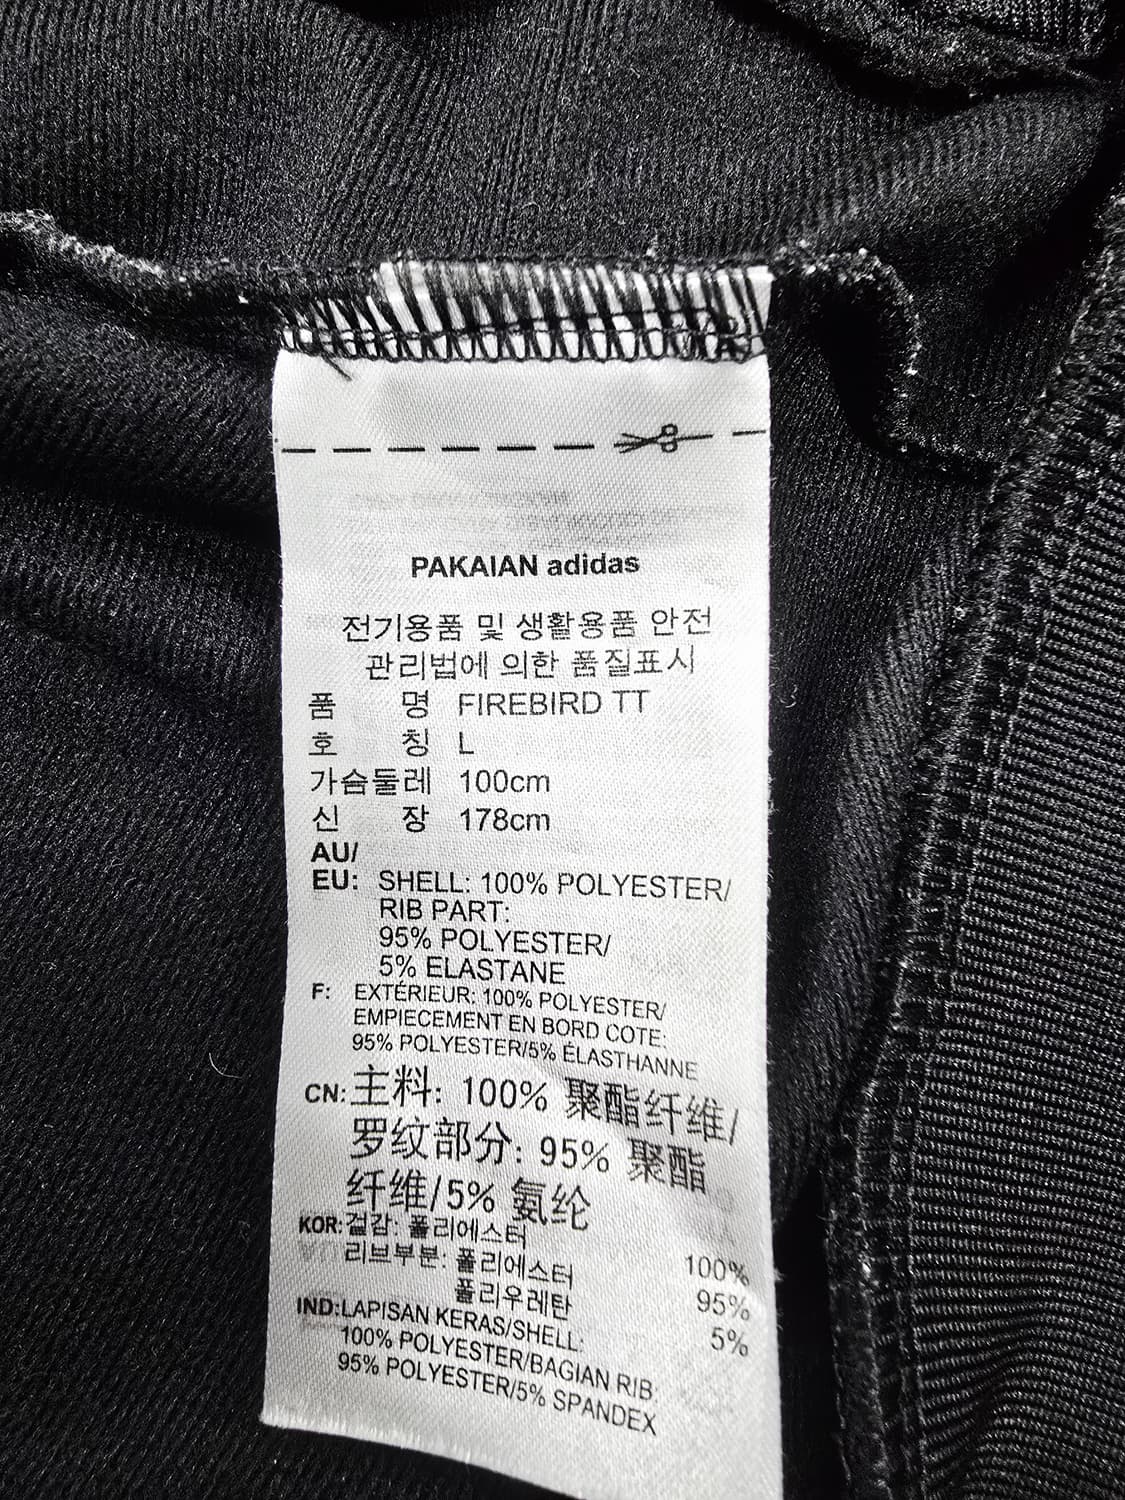 PAKAIAN adidas
전기용품 및 생활용품 안전
관리법에 의한 품질표시
품 명 FIREBIRD TT
호 칭 L
가슴둘레 100cm
신 장 178cm
AU/
EU: SHELL: 100% POLYESTER/
RIB PART:
95% POLYESTER/
5% ELASTANE
F: EXTÉRIEUR: 100% POLYESTER/
EMPIECEMENT EN BORD COTE:
95% POLYESTER/5% ÉLASTHANNE
CN: 主料: 100% 聚酯纤维/
罗纹部分: 95% 聚酯
纤维/5% 氨纶
KOR: 겉감: 폴리에스터 100%
리브부분: 폴리에스터 95%
폴리우레탄 5%
IND: LAPISAN KERAS/SHELL:
100% POLYESTER/BAGIAN RIB:
95% POLYESTER/5% SPANDEX